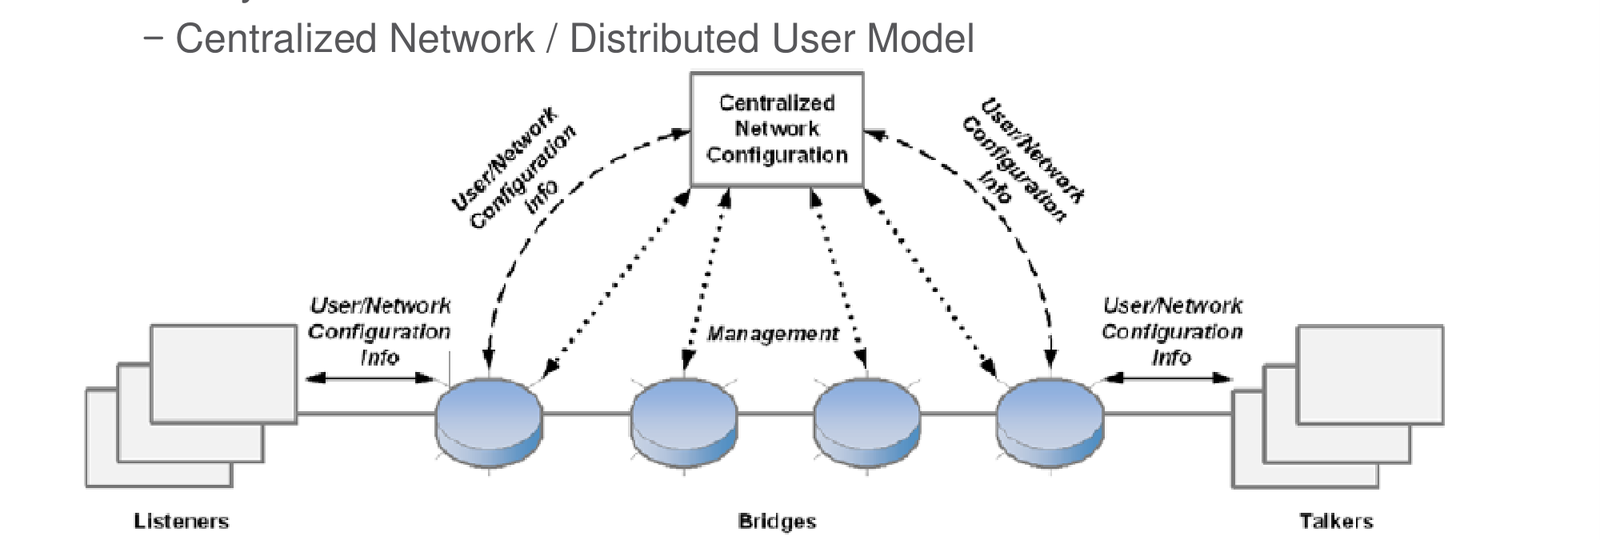 – Centralized Network / Distributed User Model
Centralized
Network
Configuration
User/Network
Configuration
Info
User/Network
Configuration
Info
User/Network
Configuration
Info
Management
User/Network
Configuration
Info
Listeners
Bridges
Talkers